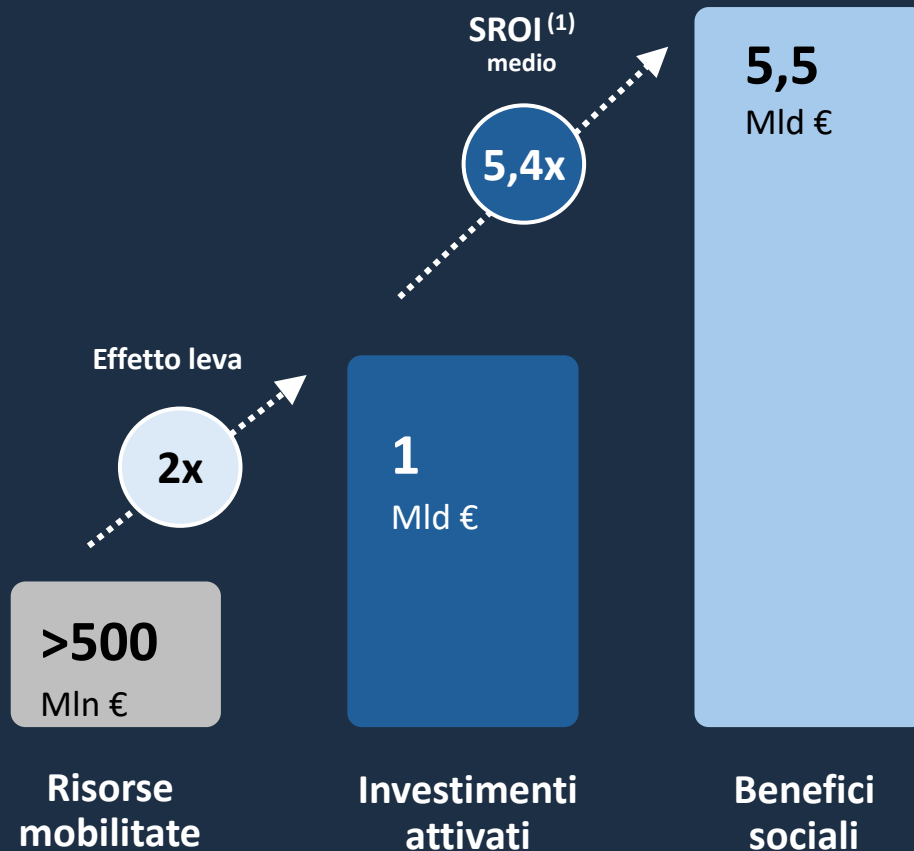 SROI (1)
medio
5,4x
5,5
Mld €
Effetto leva
2x
1
Mld €
>500
Mln €
Risorse
mobilitate
Investimenti
attivati
Benefici
sociali